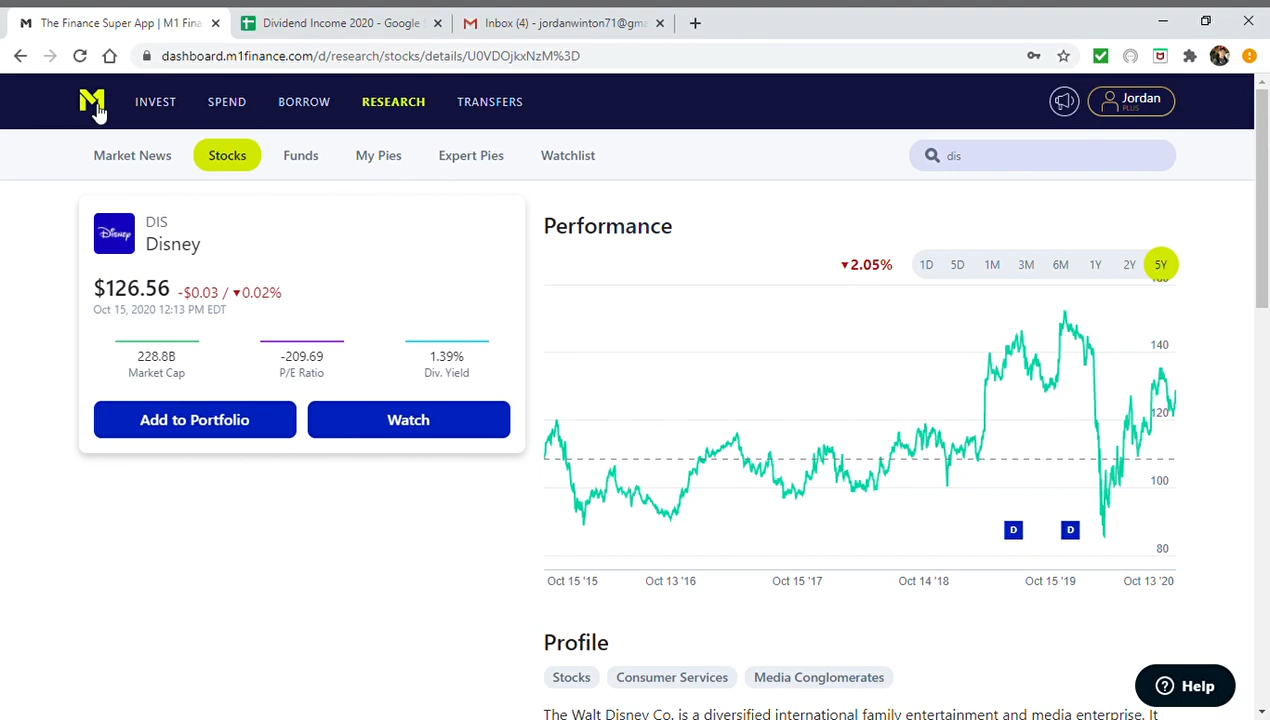 The Finance Super App | M1 Fina
Dividend Income 2020 - Google S
Inbox (4) - jordanwinton71@gma
dashboard.m1finance.com/d/research/stocks/details/U0VDOjkxNzM%3D
INVEST
SPEND
BORROW
RESEARCH
TRANSFERS
Jordan
PLUS
Market News
Stocks
Funds
My Pies
Expert Pies
Watchlist
dis
Disney
DIS
Disney
$126.56 -$0.03 / ▼0.02%
Oct 15, 2020 12:13 PM EDT
228.8B
Market Cap
-209.69
P/E Ratio
1.39%
Div. Yield
Add to Portfolio
Watch
Performance
▼2.05%
1D 5D 1M 3M 6M 1Y 2Y 5Y
160
140
120
100
80
D D
Oct 15 '15 Oct 13 '16 Oct 15 '17 Oct 14 '18 Oct 15 '19 Oct 13 '20
Profile
Stocks
Consumer Services
Media Conglomerates
The Walt Disney Co. is a diversified international family entertainment and media enterprise. It
Help